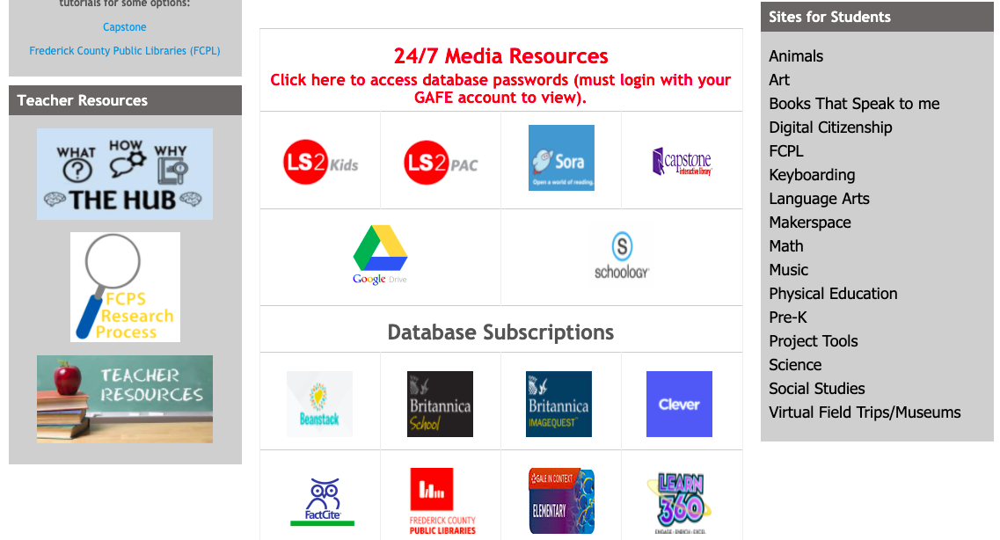 tutorials for some options:
Capstone
Frederick County Public Libraries (FCPL)
Teacher Resources
WHAT HOW WHY
THE HUB
FCPS
Research
Process
TEACHER
RESOURCES
24/7 Media Resources
Click here to access database passwords (must login with your
GAFE account to view).
LS2 Kids
LS2 PAC
Sora
Open a world of reading.
capstone
interactive library
Google Drive
S
schoology
Database Subscriptions
Beanstack
Britannica
School
Britannica
IMAGEQUEST
Clever
FactCite
FREDERICK COUNTY
PUBLIC LIBRARIES
GALE IN CONTEXT
ELEMENTARY
LEARN
360
ENGAGE · ENRICH · EXCEL
Sites for Students
Animals
Art
Books That Speak to me
Digital Citizenship
FCPL
Keyboarding
Language Arts
Makerspace
Math
Music
Physical Education
Pre-K
Project Tools
Science
Social Studies
Virtual Field Trips/Museums